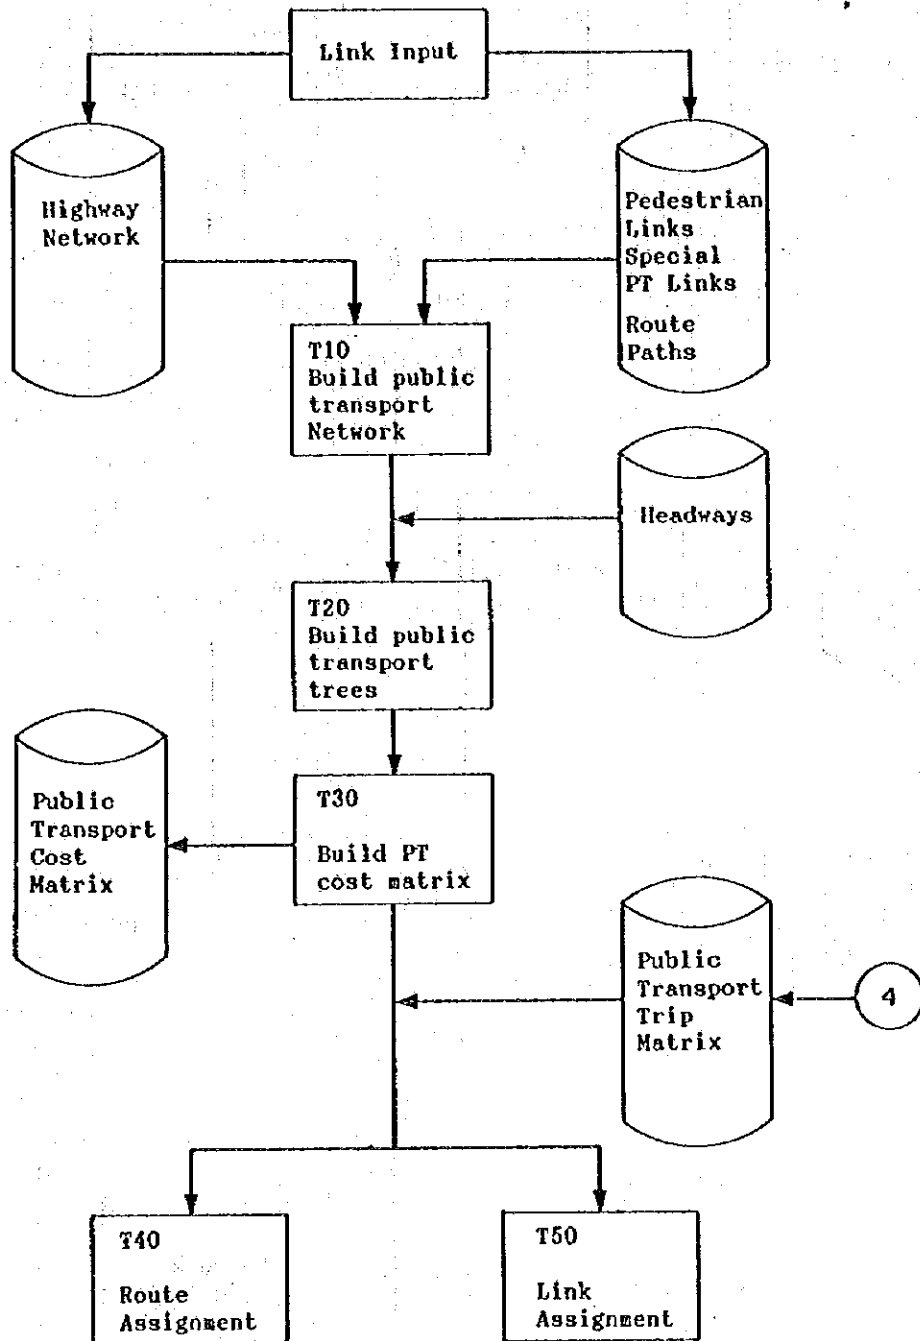 Link Input
Highway
Network
Pedestrian
Links
Special
PT Links
Route
Paths
T10
Build public
transport
Network
Headways
T20
Build public
transport
trees
Public
Transport
Cost
Matrix
T30
Build PT
cost matrix
Public
Transport
Trip
Matrix
4
T40
Route
Assignment
T50
Link
Assignment